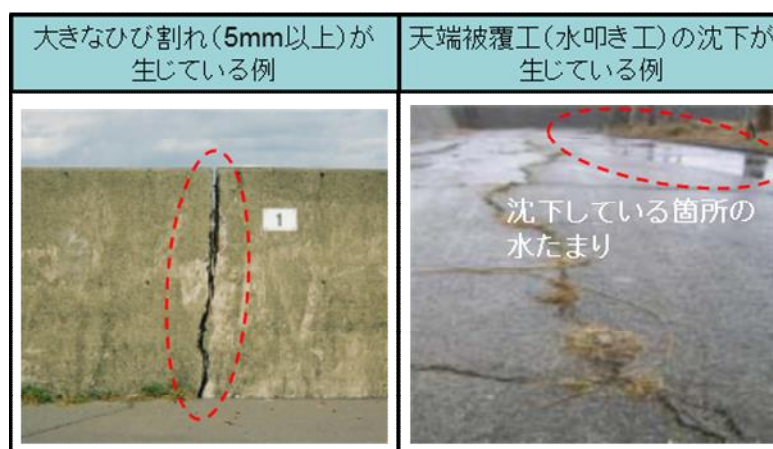 大きなひび割れ(5mm以上)が
生じている例
天端被覆工(水叩き工)の沈下が
生じている例
1
沈下している箇所の
水たまり